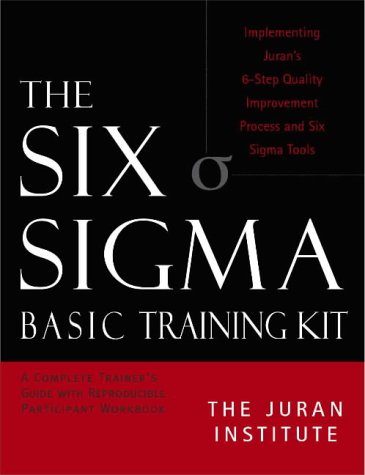 Implementing
Juran's
6-Step Quality
Improvement
Process and Six
Sigma Tools
THE
SIX
σ
SIGMA
BASIC TRAINING KIT
A COMPLETE TRAINER'S
GUIDE WITH REPRODUCIBLE
PARTICIPANT WORKBOOK
THE JURAN
INSTITUTE